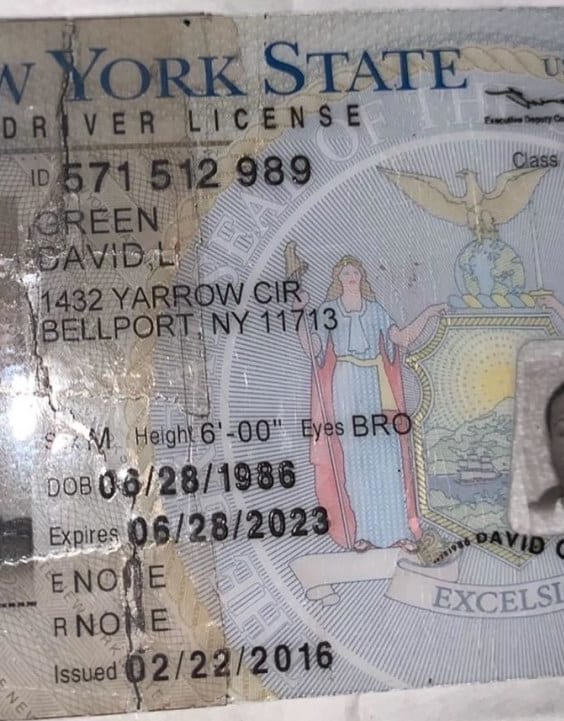 W YORK STATE
DRIVER LICENSE
Class
ID 571 512 989
GREEN
DAVID, L
1432 YARROW CIR
BELLPORT, NY 11713
M Height 6'-00" Eyes BRO
DOB 06/28/1986
Expires 06/28/2023
E NONE
R NONE
Issued 02/22/2016
DAVID
EXCELSI